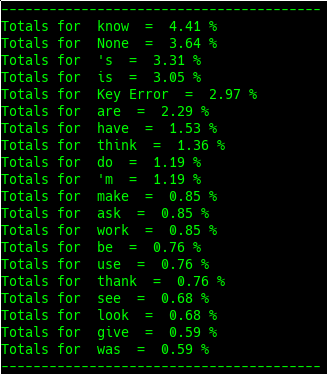 ----------------------------------------
Totals for  know  =  4.41 %
Totals for  None  =  3.64 %
Totals for  's  =  3.31 %
Totals for  is  =  3.05 %
Totals for  Key Error  =  2.97 %
Totals for  are  =  2.29 %
Totals for  have  =  1.53 %
Totals for  think  =  1.36 %
Totals for  do  =  1.19 %
Totals for  'm  =  1.19 %
Totals for  make  =  0.85 %
Totals for  ask  =  0.85 %
Totals for  work  =  0.85 %
Totals for  be  =  0.76 %
Totals for  use  =  0.76 %
Totals for  thank  =  0.76 %
Totals for  see  =  0.68 %
Totals for  look  =  0.68 %
Totals for  give  =  0.59 %
Totals for  was  =  0.59 %
----------------------------------------